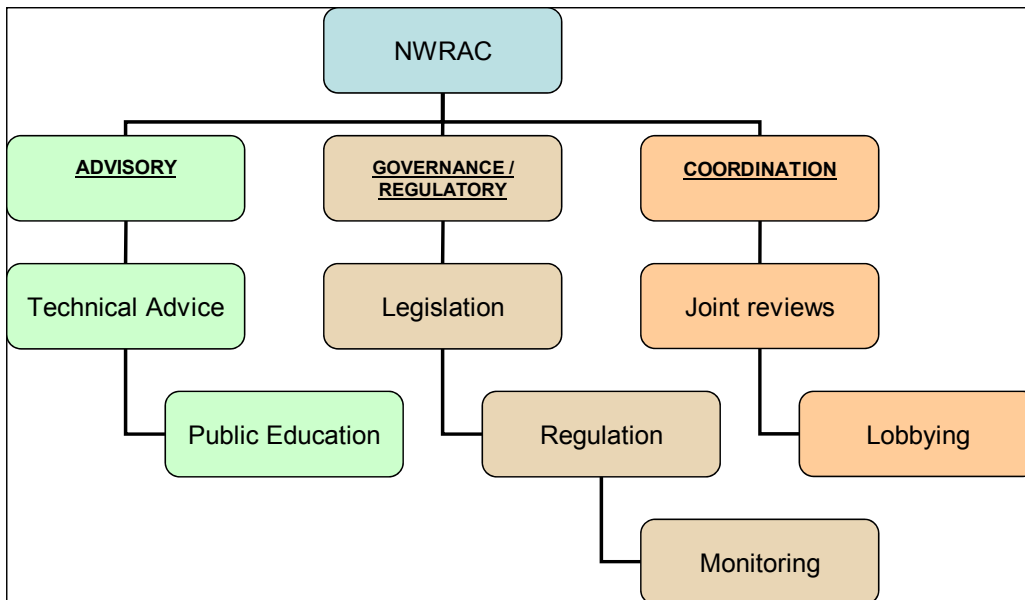 NWRAC
ADVISORY
GOVERNANCE /
REGULATORY
COORDINATION
Technical Advice
Legislation
Joint reviews
Public Education
Regulation
Lobbying
Monitoring